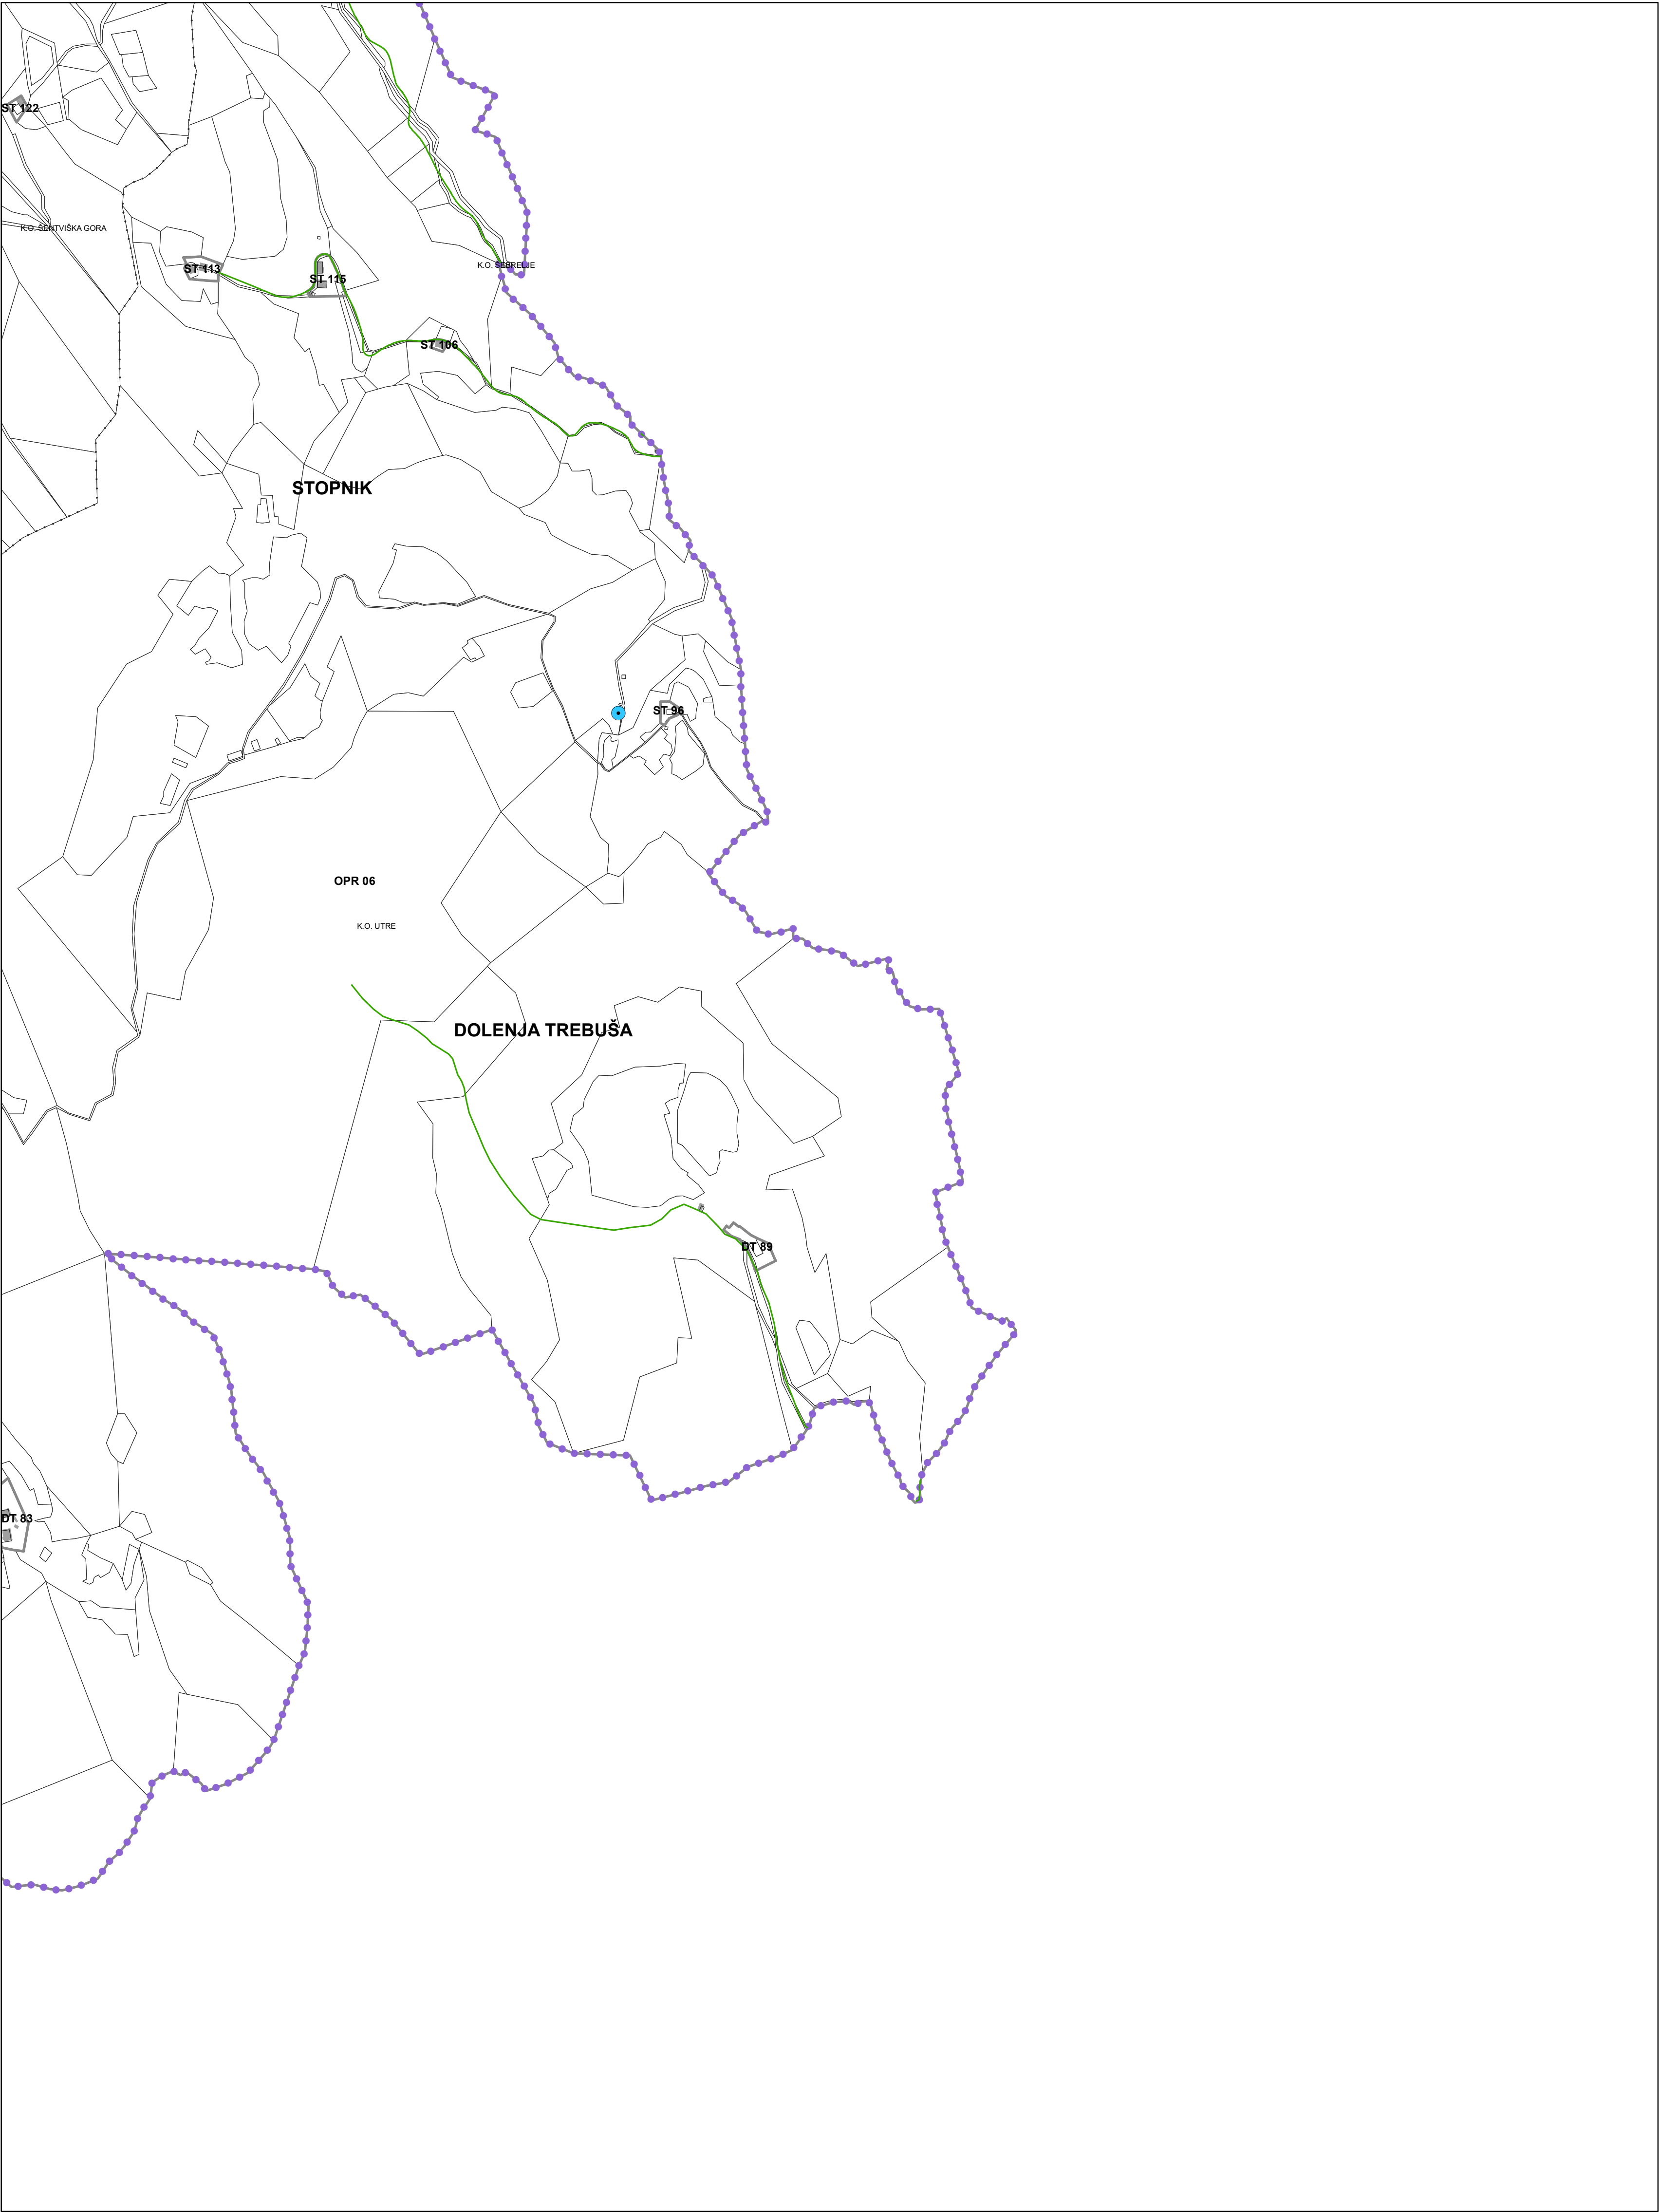 ST 122
K.O. ŠENTVIŠKA GORA
ST 113
K.O. ŠEBRELJE
ST 115
ST 106
STOPNIK
ST 96
OPR 06
K.O. UTRE
DOLENJA TREBUŠA
DT 89
DT 83